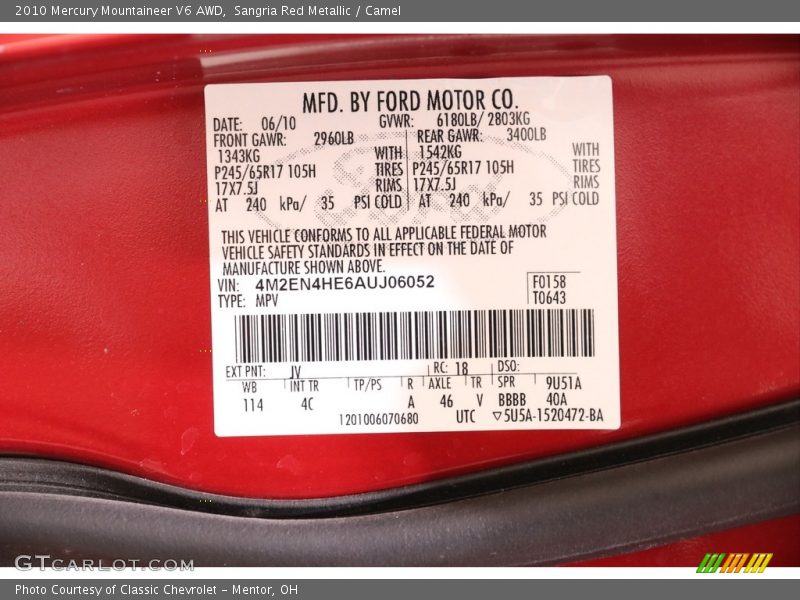 2010 Mercury Mountaineer V6 AWD, Sangria Red Metallic / Camel
MFD. BY FORD MOTOR CO.
DATE: 06/10 GVWR: 6180LB/ 2803KG
FRONT GAWR: 2960LB REAR GAWR: 3400LB
1343KG WITH 1542KG WITH
P245/65R17 105H TIRES P245/65R17 105H TIRES
17X7.5J RIMS 17X7.5J RIMS
AT 240 kPa/ 35 PSI COLD AT 240 kPa/ 35 PSI COLD
THIS VEHICLE CONFORMS TO ALL APPLICABLE FEDERAL MOTOR
VEHICLE SAFETY STANDARDS IN EFFECT ON THE DATE OF
MANUFACTURE SHOWN ABOVE.
VIN: 4M2EN4HE6AUJ06052 F0158
TYPE: MPV T0643
EXT PNT: JV RC: 18 DSO:
WB INT TR TP/PS R AXLE TR SPR 9U51A
114 4C A 46 V BBBB 40A
1201006070680 UTC ▽5U5A-1520472-BA
GTCARLOT.COM
Photo Courtesy of Classic Chevrolet - Mentor, OH